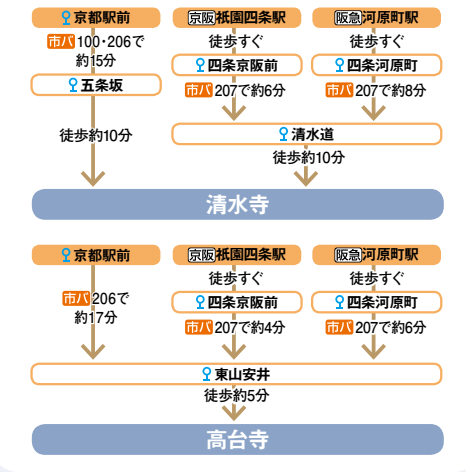 京都駅前
市バ100・206で
約15分
五条坂
徒歩約10分
京阪祇園四条駅
徒歩すぐ
四条京阪前
市バ207で約6分
阪急河原町駅
徒歩すぐ
四条河原町
市バ207で約8分
清水道
徒歩約10分
清水寺
京都駅前
市バ206で
約17分
京阪祇園四条駅
徒歩すぐ
四条京阪前
市バ207で約4分
阪急河原町駅
徒歩すぐ
四条河原町
市バ207で約6分
東山安井
徒歩約5分
高台寺